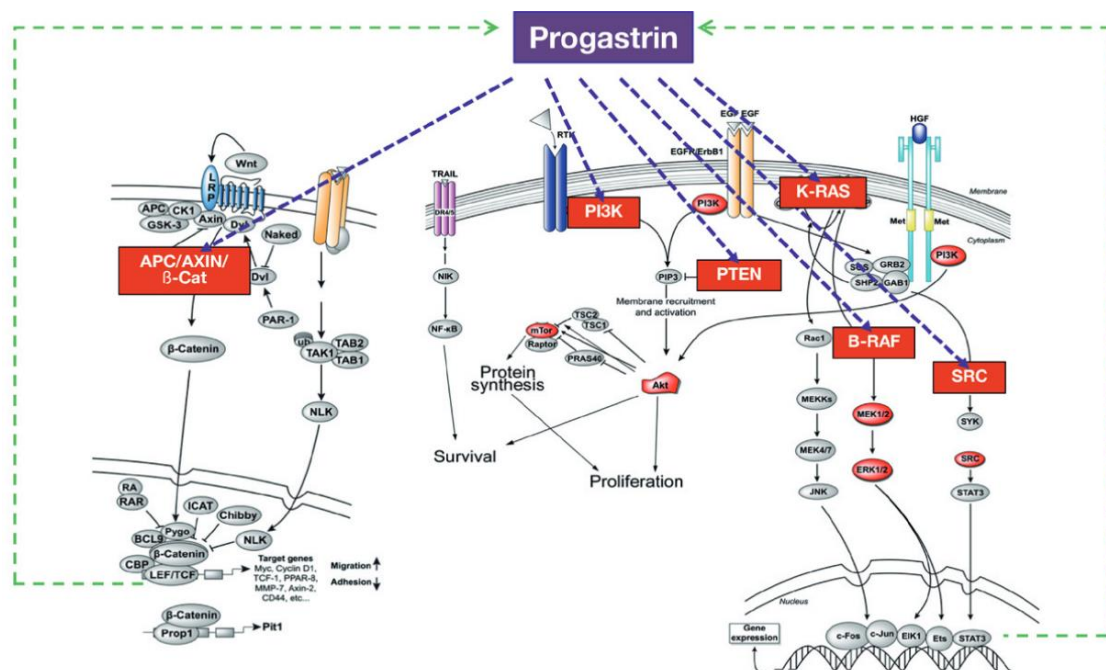 Progastrin
Wnt
LRP
APC
CK1
GSK-3
Axin
Dvl
Naked
APC/AXIN/
β-Cat
Dvl
PAR-1
β-Catenin
ub
TAK1
TAB2
TAB1
NLK
RA
RAR
ICAT
Chibby
Pygo
BCL9
β-Catenin
NLK
CBP
LEF/TCF
Target genes
Myc, Cyclin D1,
TCF-1, PPAR-8,
MMP-7, Axin-2,
CD44, etc...
Migration
Adhesion
β-Catenin
Prop1
Pit1
TRAIL
DR4/5
NIK
NF-κB
Survival
RTK
PI3K
PI3K
EGF
EGFR/ErbB1
PIP3
PTEN
Membrane recruitment
and activation
TSC2
TSC1
mTor
Raptor
PRAS40
Protein
synthesis
Akt
Proliferation
K-RAS
HGF
Membrane
Met
Met
Cytoplasm
PI3K
SOS
GRB2
SHP2
GAB1
Rac1
B-RAF
SRC
MEKKs
MEK1/2
SYK
MEK4/7
ERK1/2
SRC
JNK
STAT3
Nucleus
Gene
expression
c-Fos
c-Jun
ElK1
Ets
STAT3